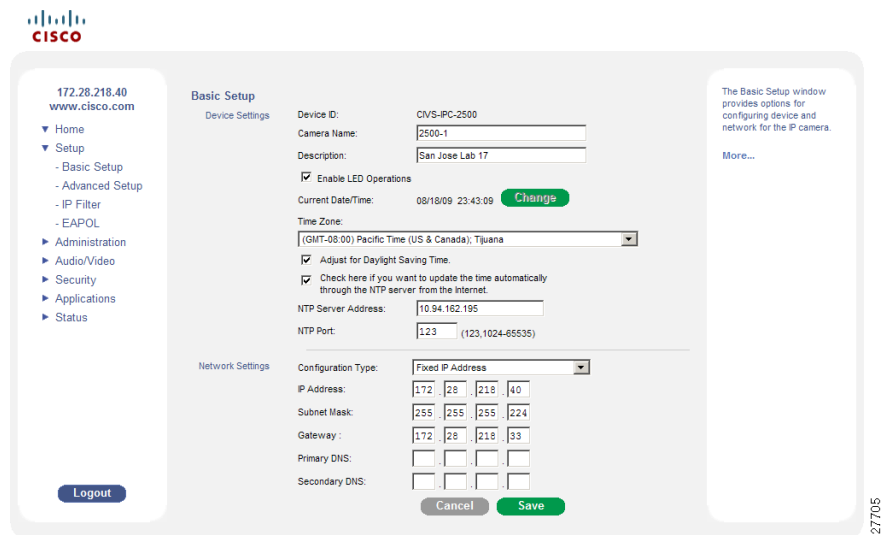 CISCO
172.28.218.40
www.cisco.com
Home
Setup
- Basic Setup
- Advanced Setup
- IP Filter
- EAPOL
Administration
Audio/Video
Security
Applications
Status
Logout
Basic Setup
Device Settings
Device ID: CIVS-IPC-2500
Camera Name: 2500-1
Description: San Jose Lab 17
Enable LED Operations
Current Date/Time: 08/18/09 23:43:09 Change
Time Zone:
(GMT-08:00) Pacific Time (US & Canada); Tijuana
Adjust for Daylight Saving Time.
Check here if you want to update the time automatically
through the NTP server from the Internet.
NTP Server Address: 10.94.162.195
NTP Port: 123 (123,1024-65535)
Network Settings
Configuration Type: Fixed IP Address
IP Address: 172 . 28 . 218 . 40
Subnet Mask: 255 . 255 . 255 . 224
Gateway : 172 . 28 . 218 . 33
Primary DNS: . . .
Secondary DNS: . . .
Cancel Save
The Basic Setup window
provides options for
configuring device and
network for the IP camera.
More...
27705